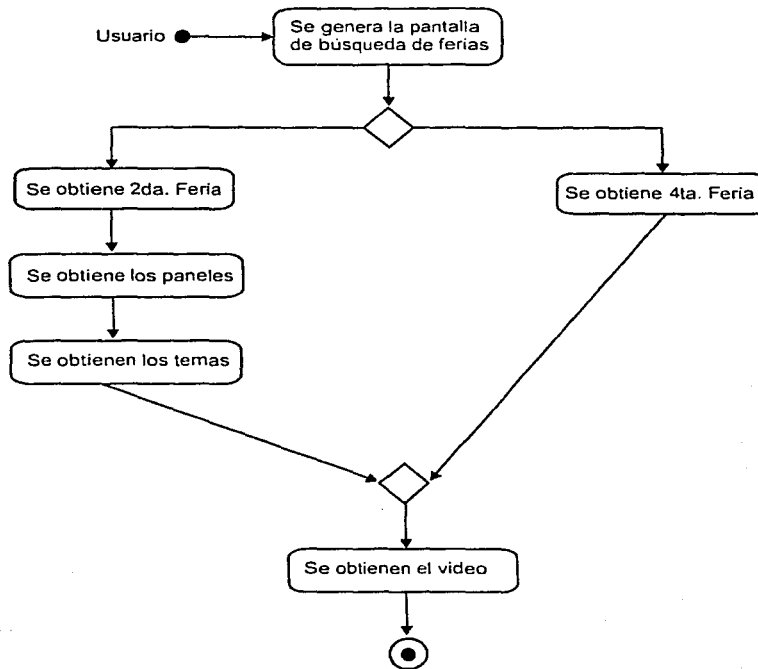 Usuario
Se genera la pantalla
de búsqueda de ferias
Se obtiene 2da. Feria
Se obtiene 4ta. Feria
Se obtiene los paneles
Se obtienen los temas
Se obtienen el video